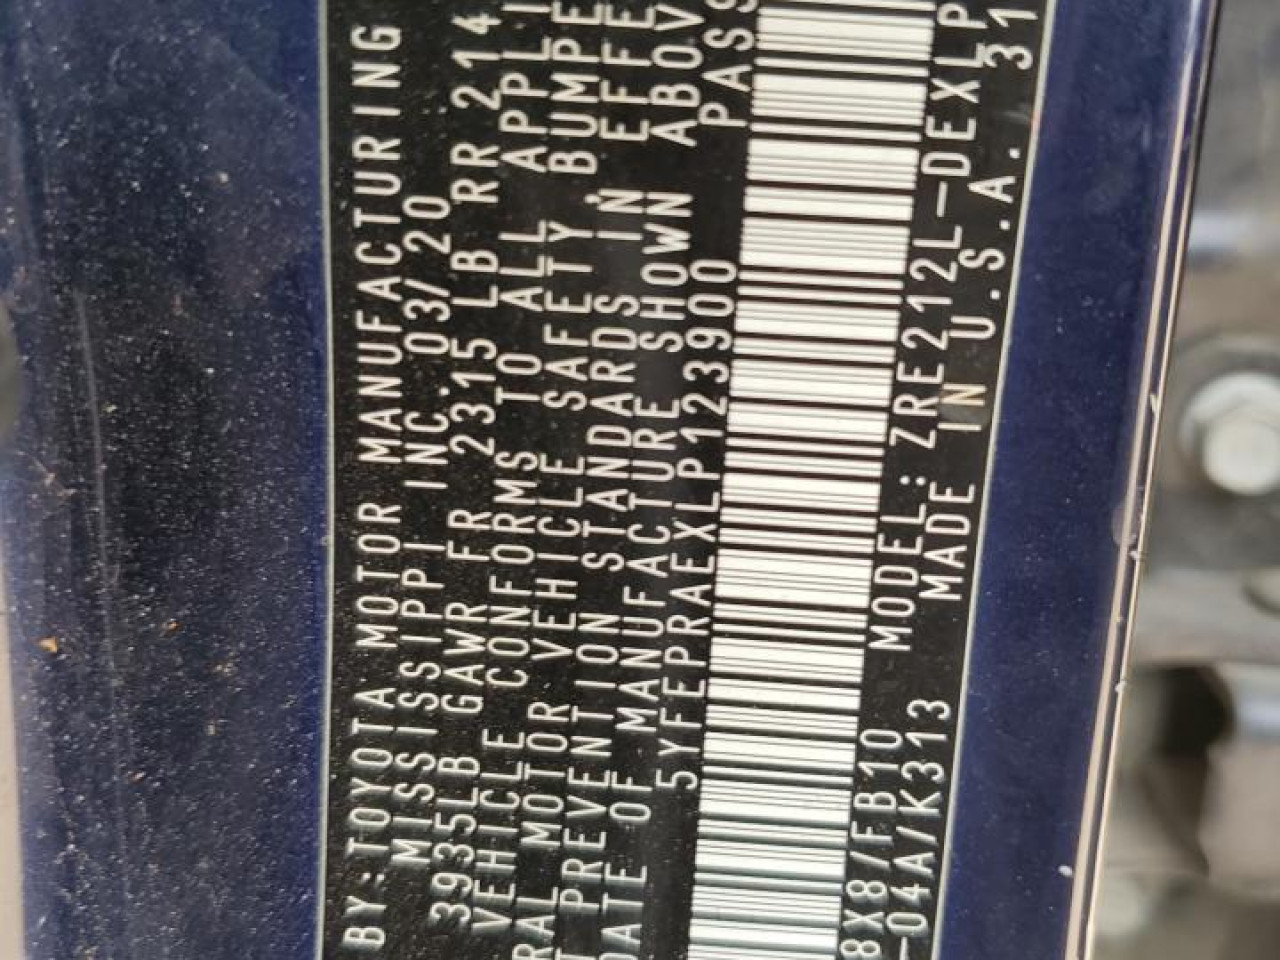 BY: TOYOTA MOTOR MANUFACTURING
MISSISSIPPI INC. 03/20
3935LB GAWR FR 2315 LB RR 214
VEHICLE CONFORMS TO ALL APPLI
RAL MOTOR VEHICLE SAFETY, BUMPE
T PREVENTION STANDARDS IN EFFE
DATE OF MANUFACTURE SHOWN ABOV
5YFEPRAEXLP123900 PASS
8X8/FB10 MODEL: ZRE212L-DEXLP
-04A/K313 MADE IN U.S.A. 31